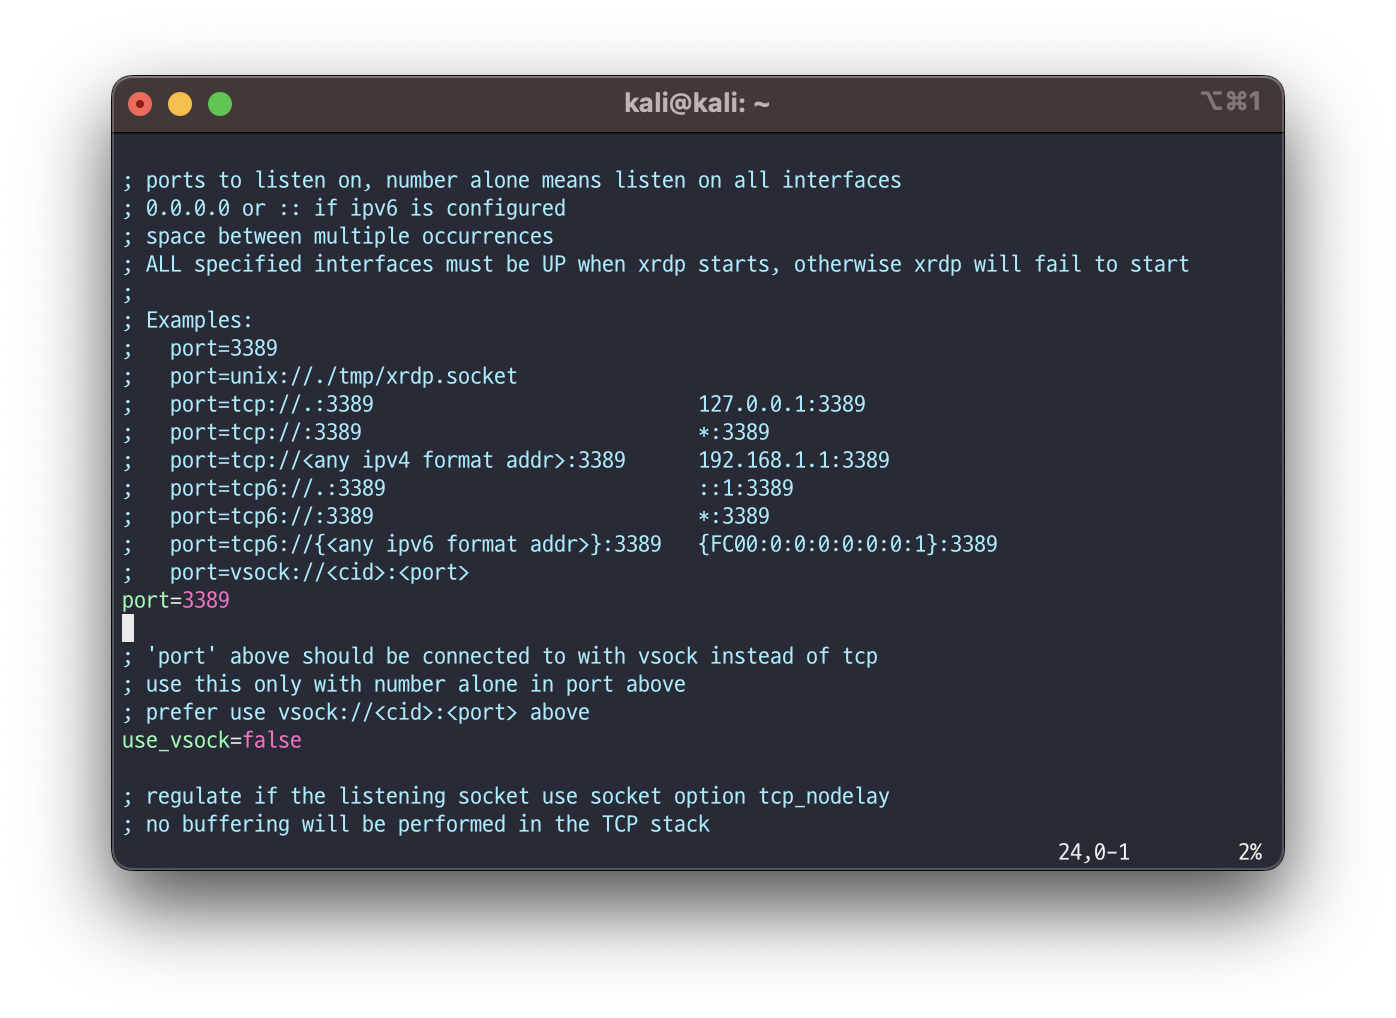 kali@kali: ~
⌥⌘1
; ports to listen on, number alone means listen on all interfaces
; 0.0.0.0 or :: if ipv6 is configured
; space between multiple occurrences
; ALL specified interfaces must be UP when xrdp starts, otherwise xrdp will fail to start
;
; Examples:
;   port=3389
;   port=unix://./tmp/xrdp.socket
;   port=tcp://.:3389                           127.0.0.1:3389
;   port=tcp://:3389                            *:3389
;   port=tcp://<any ipv4 format addr>:3389      192.168.1.1:3389
;   port=tcp6://.:3389                          ::1:3389
;   port=tcp6://:3389                           *:3389
;   port=tcp6://{<any ipv6 format addr>}:3389   {FC00:0:0:0:0:0:0:1}:3389
;   port=vsock://<cid>:<port>
port=3389
; 'port' above should be connected to with vsock instead of tcp
; use this only with number alone in port above
; prefer use vsock://<cid>:<port> above
use_vsock=false
; regulate if the listening socket use socket option tcp_nodelay
; no buffering will be performed in the TCP stack
24,0-1         2%